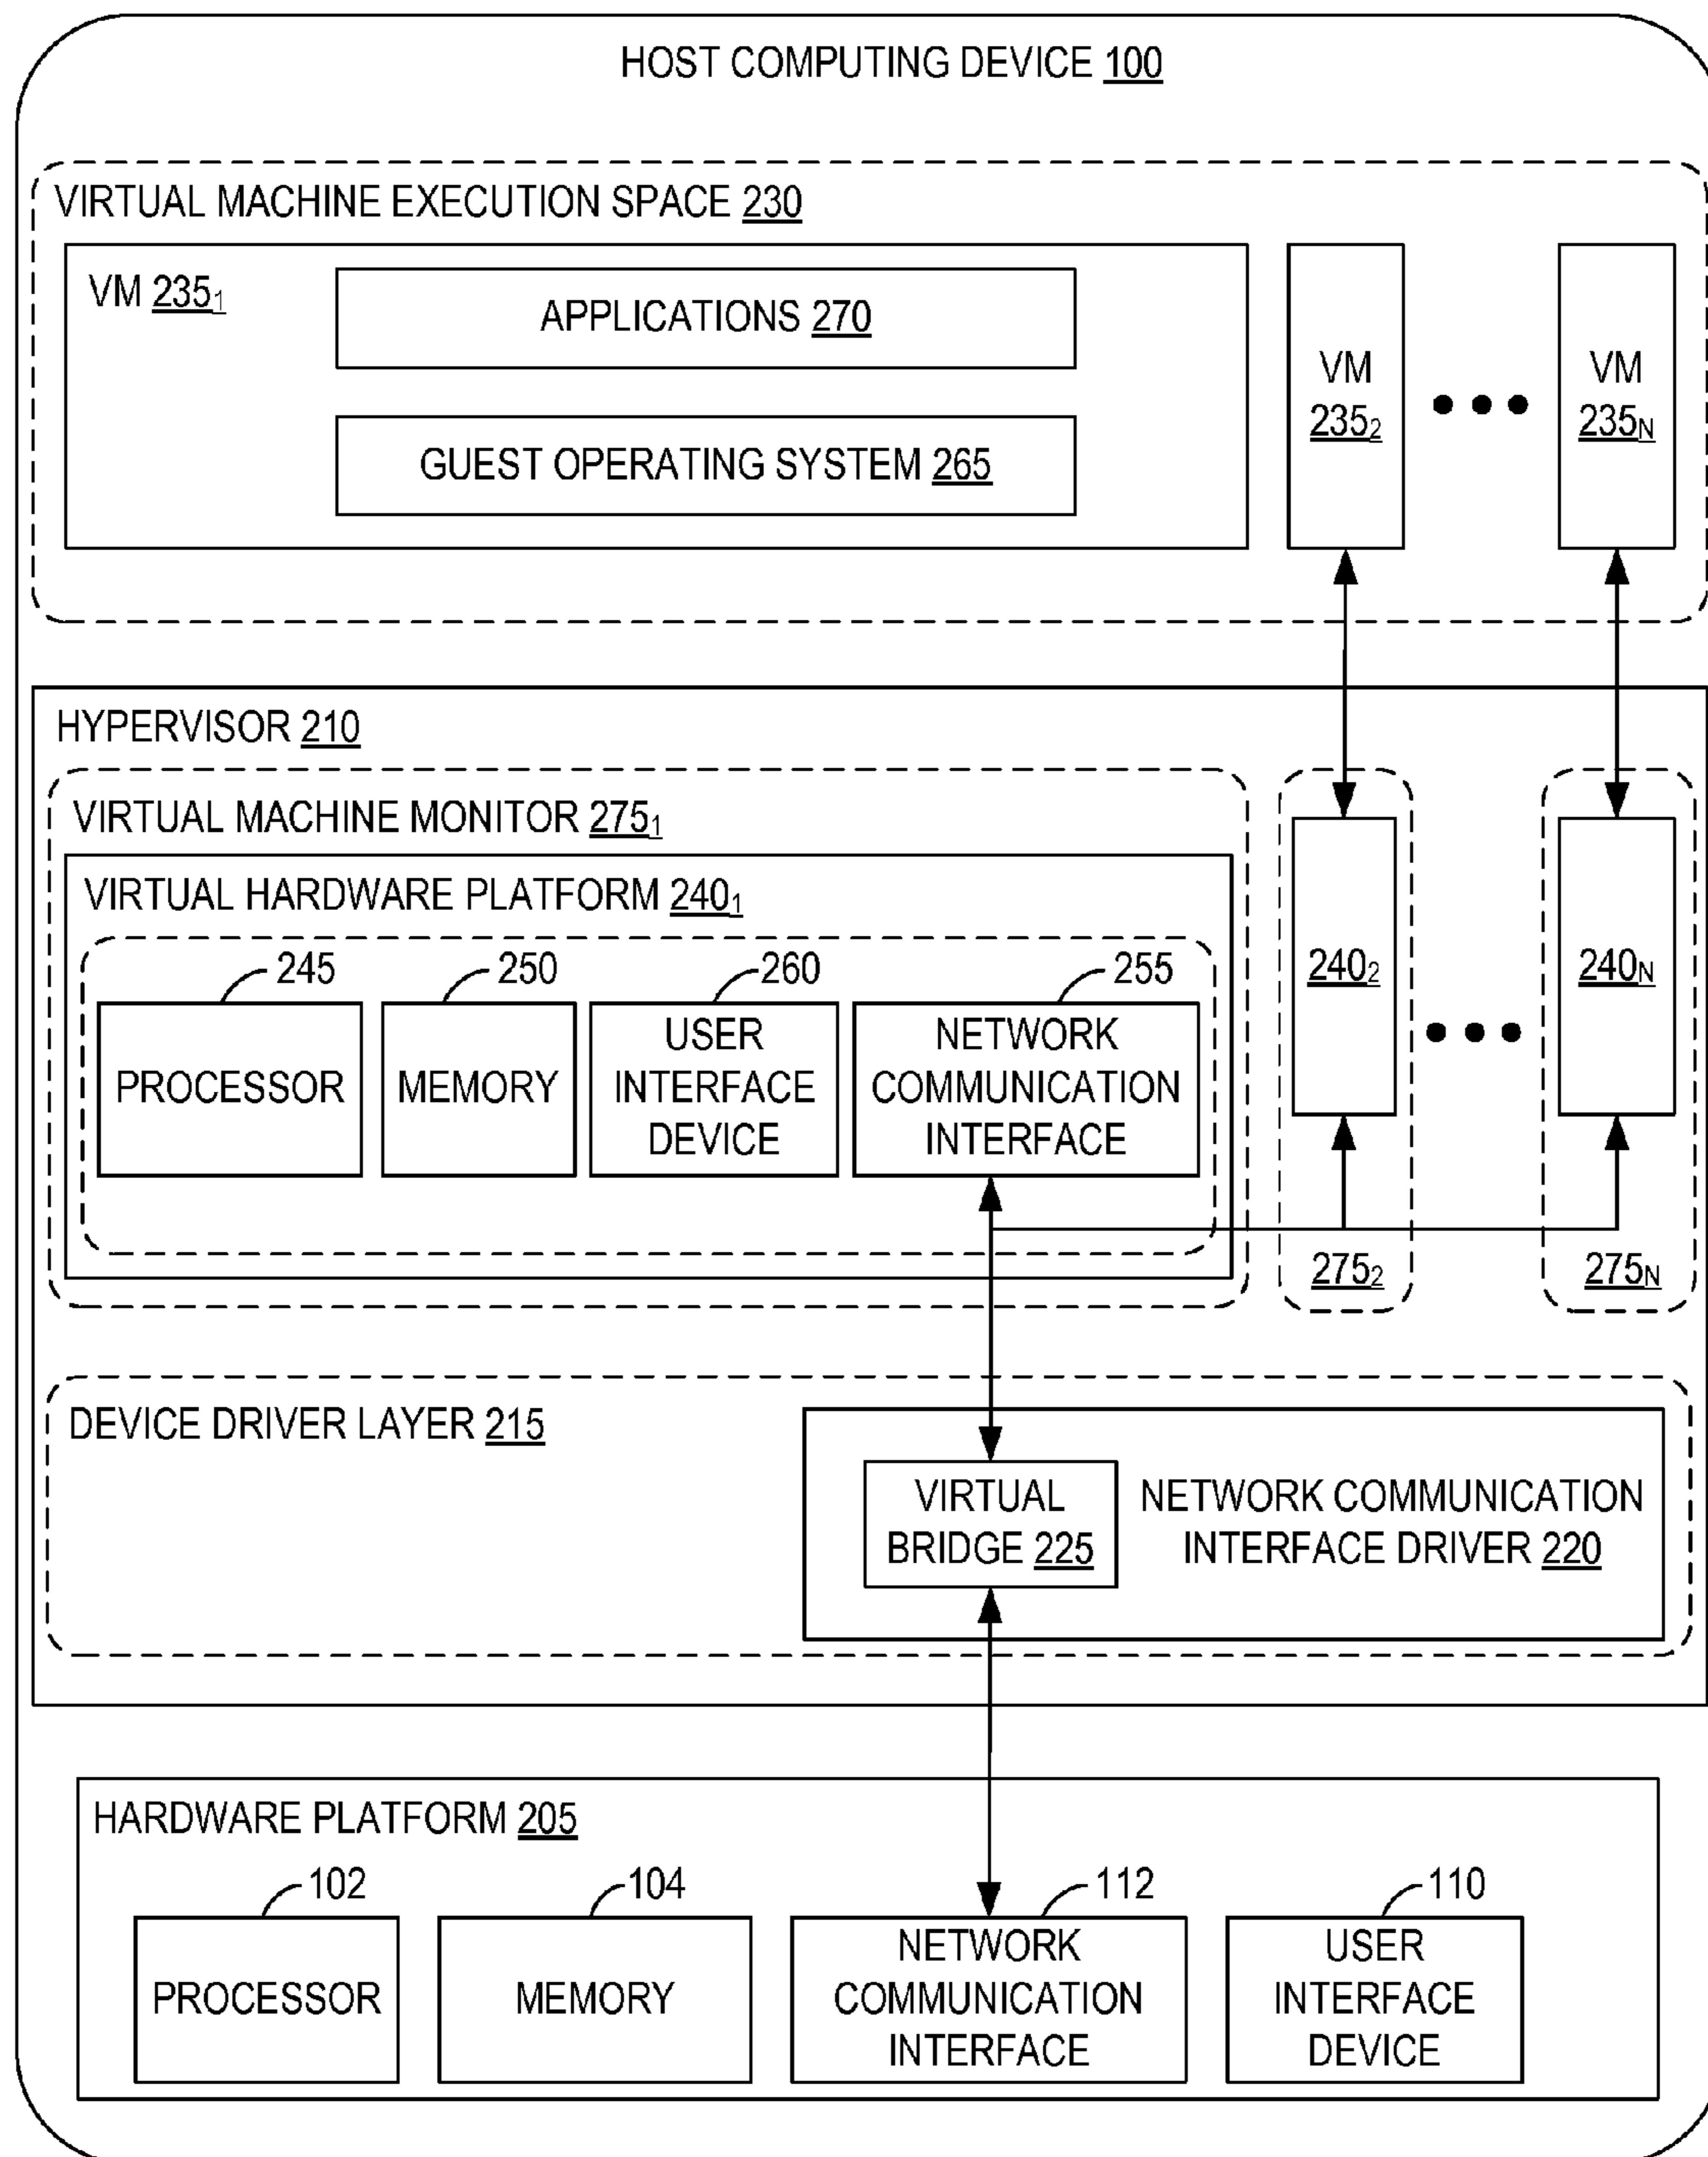 HOST COMPUTING DEVICE 100
VIRTUAL MACHINE EXECUTION SPACE 230
VM 235₁
APPLICATIONS 270
GUEST OPERATING SYSTEM 265
VM
235₂
VM
235N
HYPERVISOR 210
VIRTUAL MACHINE MONITOR 275₁
VIRTUAL HARDWARE PLATFORM 240₁
245
250
260
255
PROCESSOR
MEMORY
USER
INTERFACE
DEVICE
NETWORK
COMMUNICATION
INTERFACE
240₂
240N
275₂
275N
DEVICE DRIVER LAYER 215
VIRTUAL
BRIDGE 225
NETWORK COMMUNICATION
INTERFACE DRIVER 220
HARDWARE PLATFORM 205
102
104
112
110
PROCESSOR
MEMORY
NETWORK
COMMUNICATION
INTERFACE
USER
INTERFACE
DEVICE